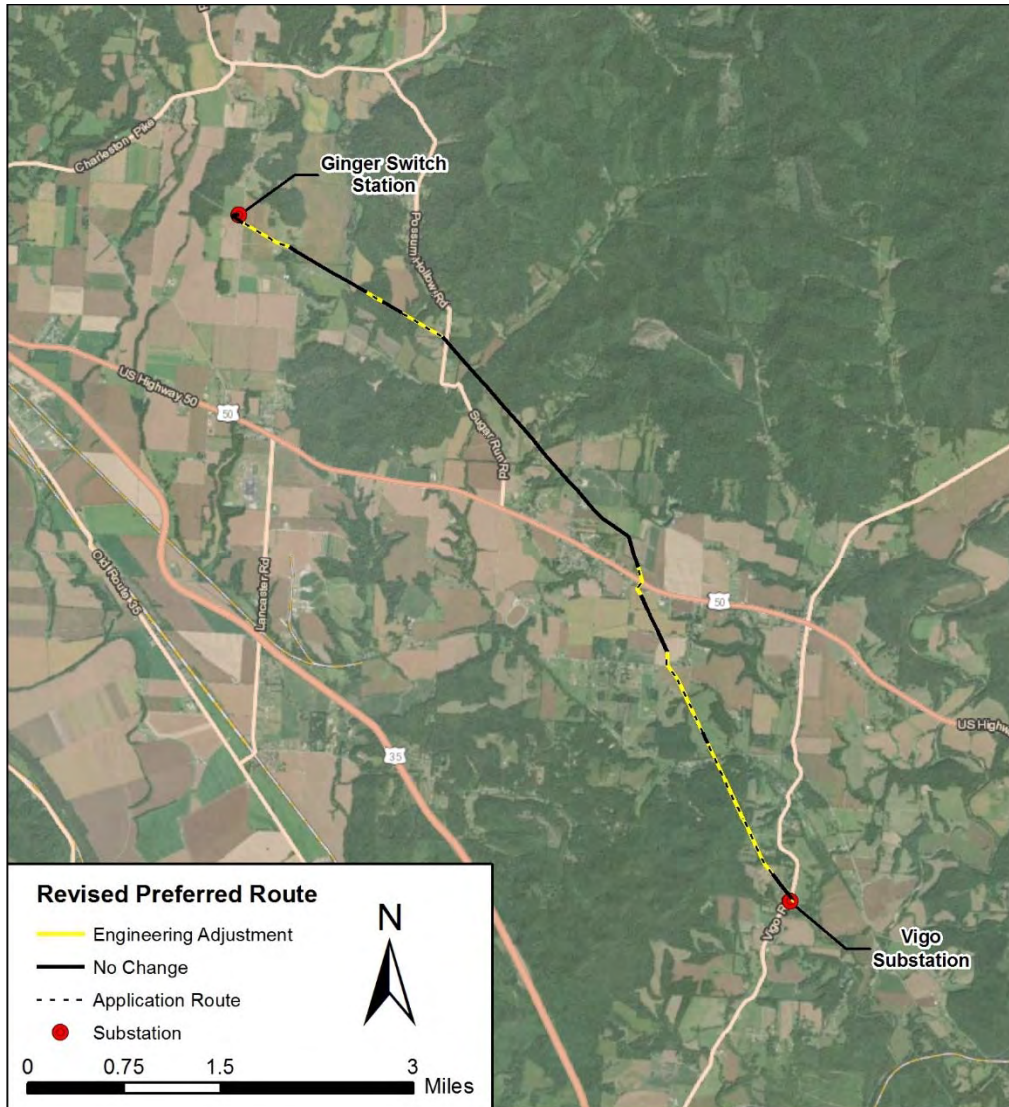 Charleston Pike
Ginger Switch
Station
Possum Hollow Rd
US Highway 50
50
Sugar Run Rd
Old Route 35
Lancaster Rd
50
US Highw
35
Vigo R
Vigo
Substation
Revised Preferred Route
Engineering Adjustment
No Change
Application Route
Substation
N
0 0.75 1.5 3
Miles